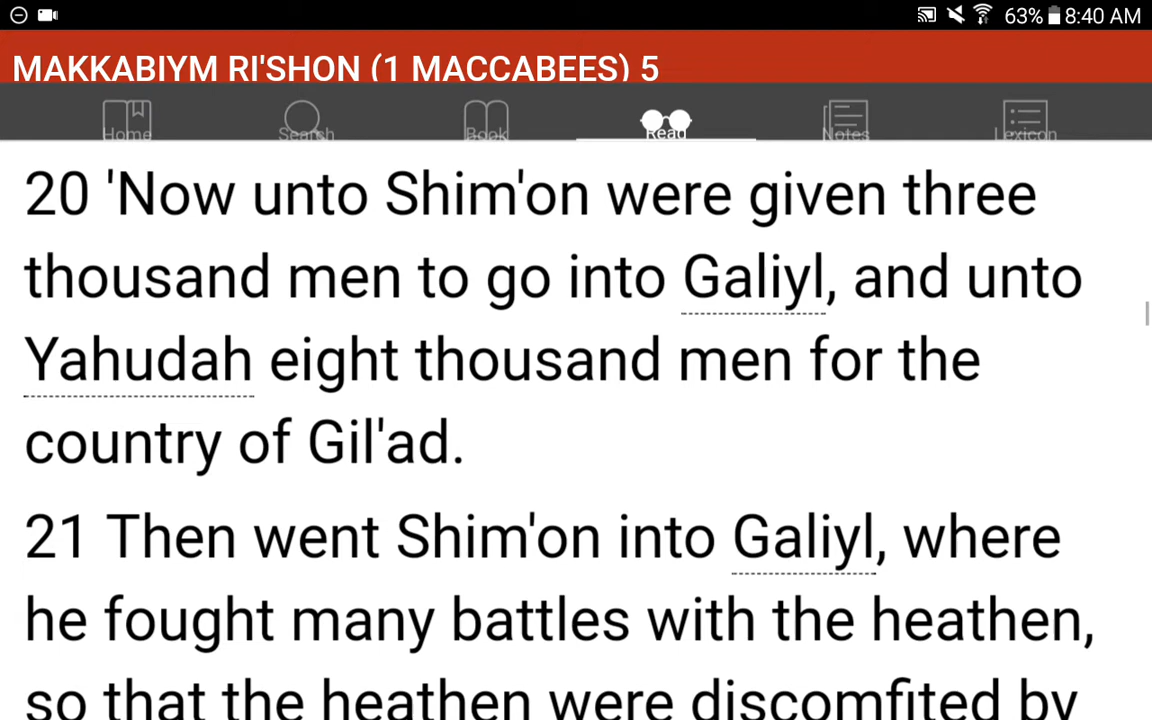 63% 8:40 AM
MAKKABIYM RI'SHON (1 MACCABEES) 5
Home Search Book Read Notes Lexicon
20 'Now unto Shim'on were given three
thousand men to go into Galiyl, and unto
Yahudah eight thousand men for the
country of Gil'ad.
21 Then went Shim'on into Galiyl, where
he fought many battles with the heathen,
so that the heathen were discomfited by